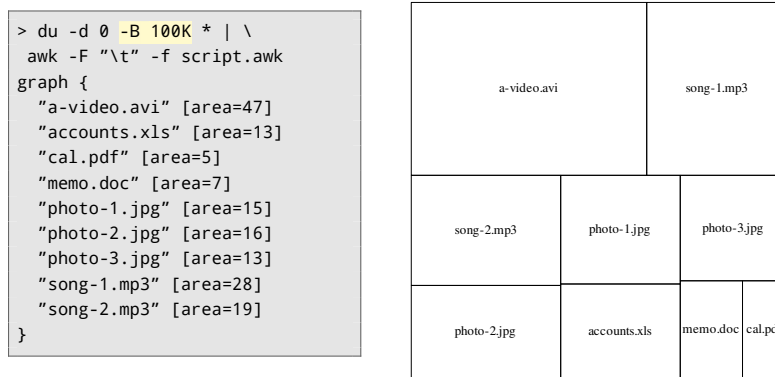 > du -d 0 -B 100K * | \
awk -F "\t" -f script.awk
graph {
"a-video.avi" [area=47]
"accounts.xls" [area=13]
"cal.pdf" [area=5]
"memo.doc" [area=7]
"photo-1.jpg" [area=15]
"photo-2.jpg" [area=16]
"photo-3.jpg" [area=13]
"song-1.mp3" [area=28]
"song-2.mp3" [area=19]
}
a-video.avi
song-1.mp3
song-2.mp3
photo-1.jpg
photo-3.jpg
photo-2.jpg
accounts.xls
memo.doc